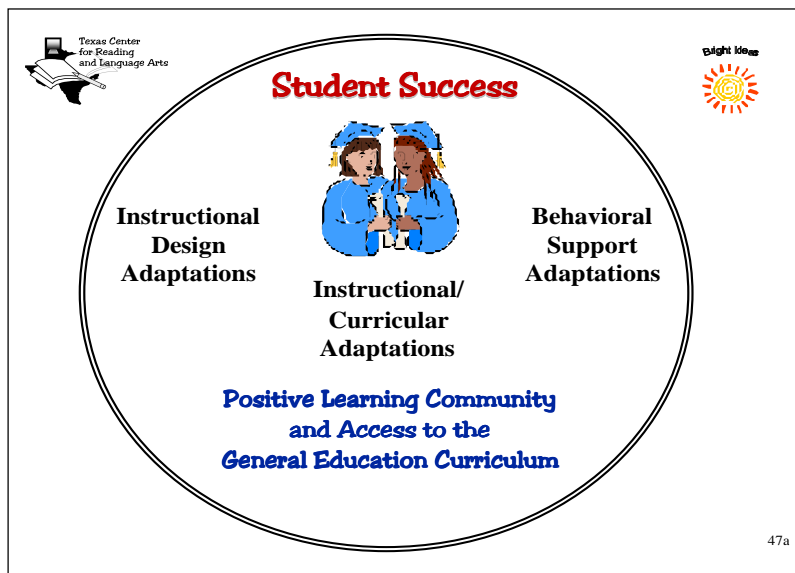 Texas Center
for Reading
and Language Arts
Bright Ideas
Student Success
Instructional
Design
Adaptations
Behavioral
Support
Adaptations
Instructional/
Curricular
Adaptations
Positive Learning Community
and Access to the
General Education Curriculum
47a